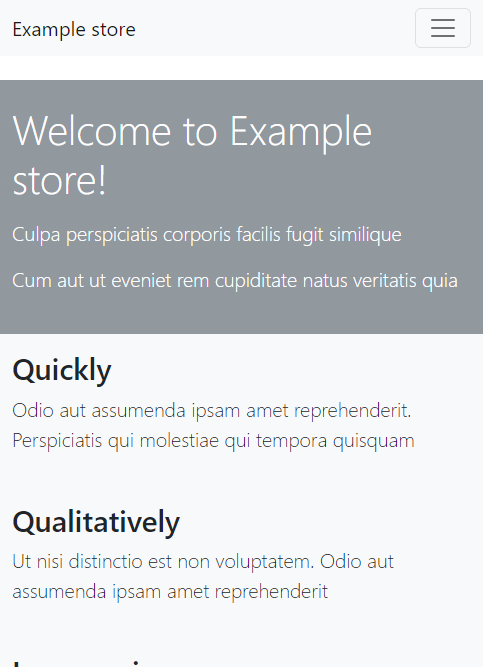 Example store
Welcome to Example
store!
Culpa perspiciatis corporis facilis fugit similique
Cum aut ut eveniet rem cupiditate natus veritatis quia
Quickly
Odio aut assumenda ipsam amet reprehenderit.
Perspiciatis qui molestiae qui tempora quisquam
Qualitatively
Ut nisi distinctio est non voluptatem. Odio aut
assumenda ipsam amet reprehenderit